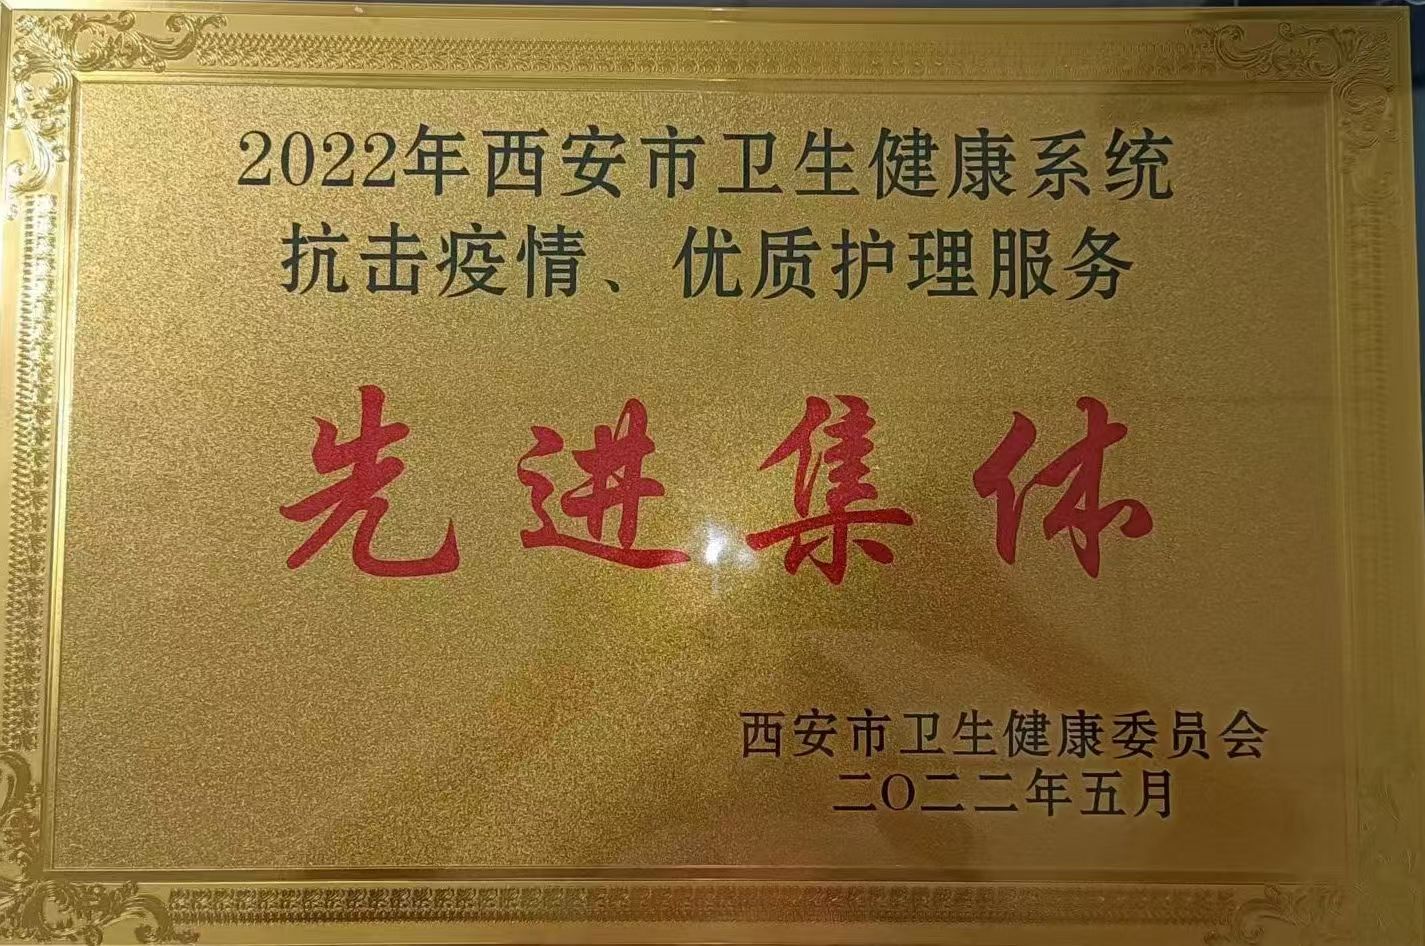 2022年西安市卫生健康系统
抗击疫情、优质护理服务
先进集体
西安市卫生健康委员会
二〇二二年五月